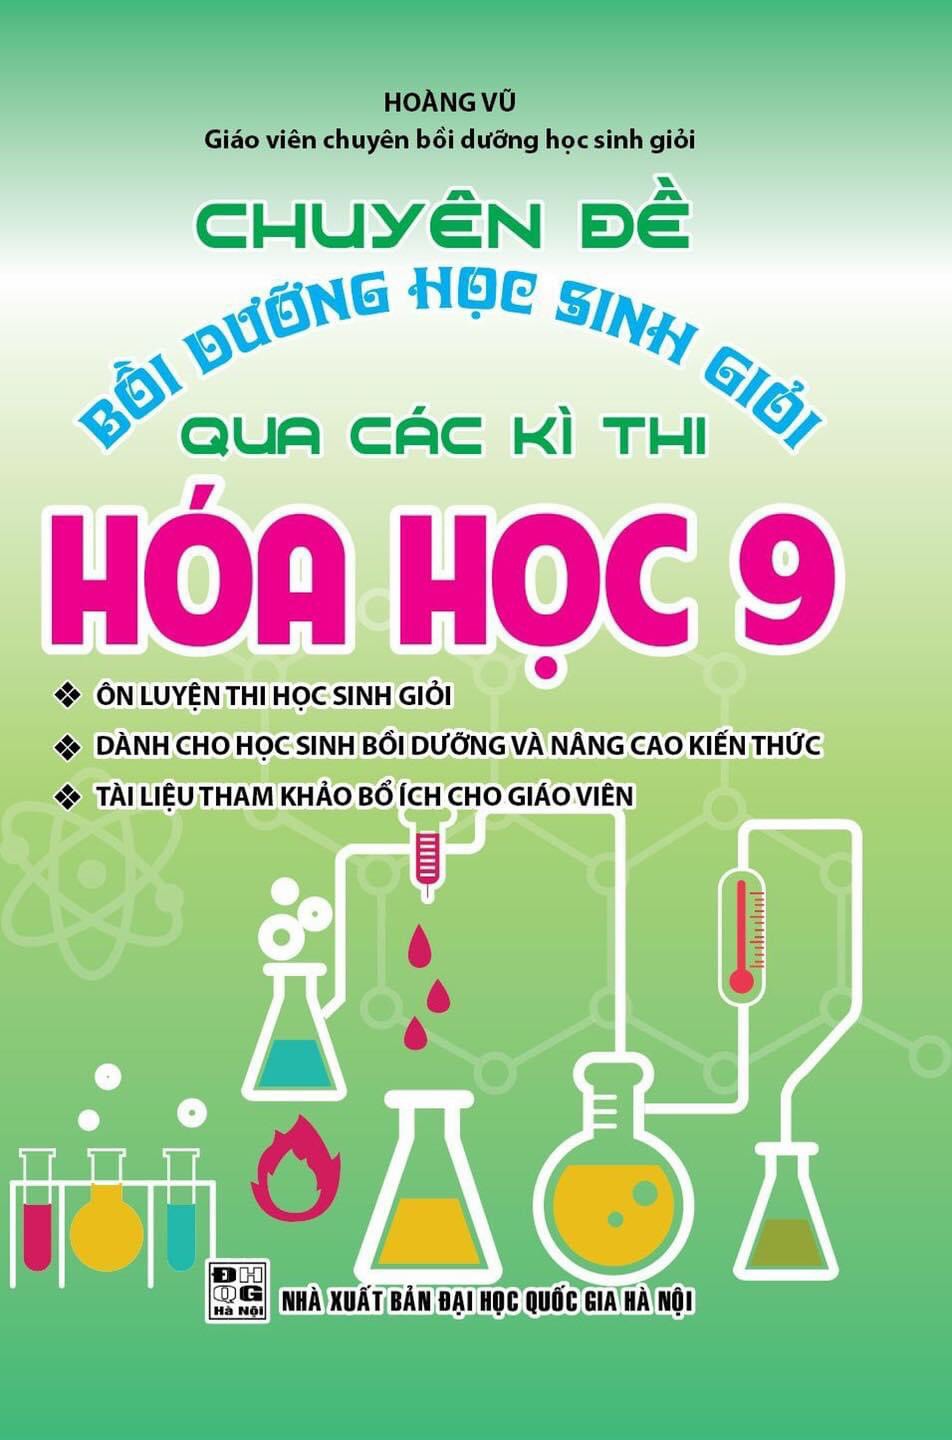 HOÀNG VŨ
Giáo viên chuyên bồi dưỡng học sinh giỏi
CHUYÊN ĐỀ
BỒI DƯỠNG HỌC SINH GIỎI
QUA CÁC KÌ THI
HÓA HỌC 9
❖ ÔN LUYỆN THI HỌC SINH GIỎI
❖ DÀNH CHO HỌC SINH BỒI DƯỠNG VÀ NÂNG CAO KIẾN THỨC
❖ TÀI LIỆU THAM KHẢO BỔ ÍCH CHO GIÁO VIÊN
ĐH
QG
Hà Nội
NHÀ XUẤT BẢN ĐẠI HỌC QUỐC GIA HÀ NỘI